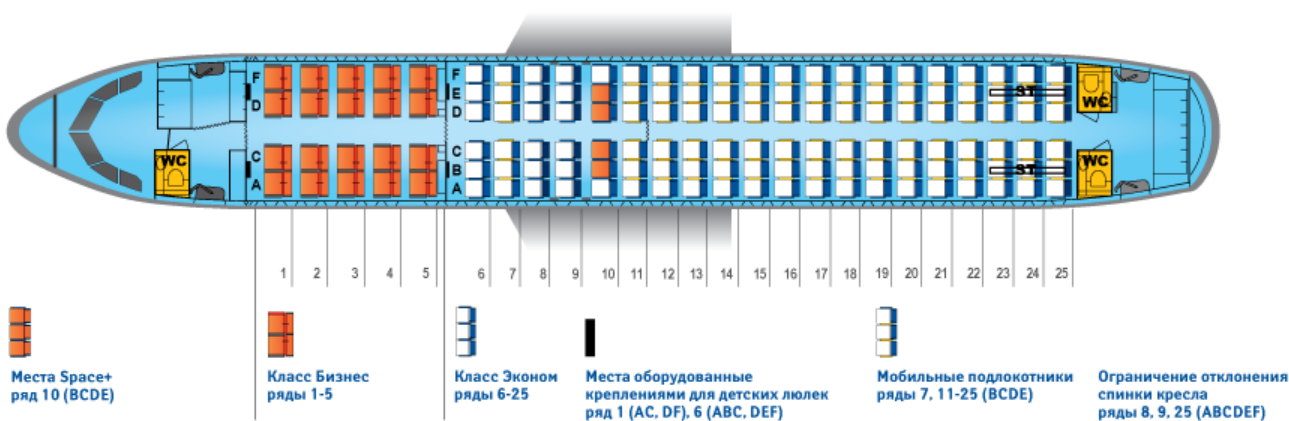 F
D
C
A
F
E
D
C
B
A
WC
ST
WC
ST
WC
1 2 3 4 5 6 7 8 9 10 11 12 13 14 15 16 17 18 19 20 21 22 23 24 25
Места Space+
ряд 10 (BCDE)
Класс Бизнес
ряды 1-5
Класс Эконом
ряды 6-25
Места оборудованные
креплениями для детских люлек
ряд 1 (AC, DF), 6 (ABC, DEF)
Мобильные подлокотники
ряды 7, 11-25 (BCDE)
Ограничение отклонения
спинки кресла
ряды 8, 9, 25 (ABCDEF)